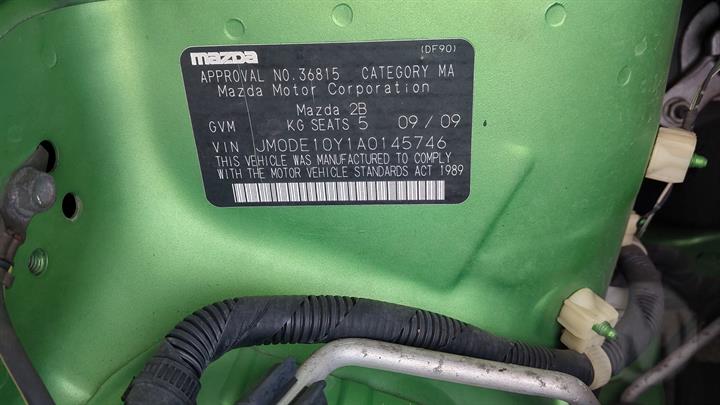 mazda (DF90)
APPROVAL NO.36815 CATEGORY MA
Mazda Motor Corporation
Mazda 2B
GVM KG SEATS 5 09/09
VIN JM0DE10Y1A0145746
THIS VEHICLE WAS MANUFACTURED TO COMPLY
WITH THE MOTOR VEHICLE STANDARDS ACT 1989